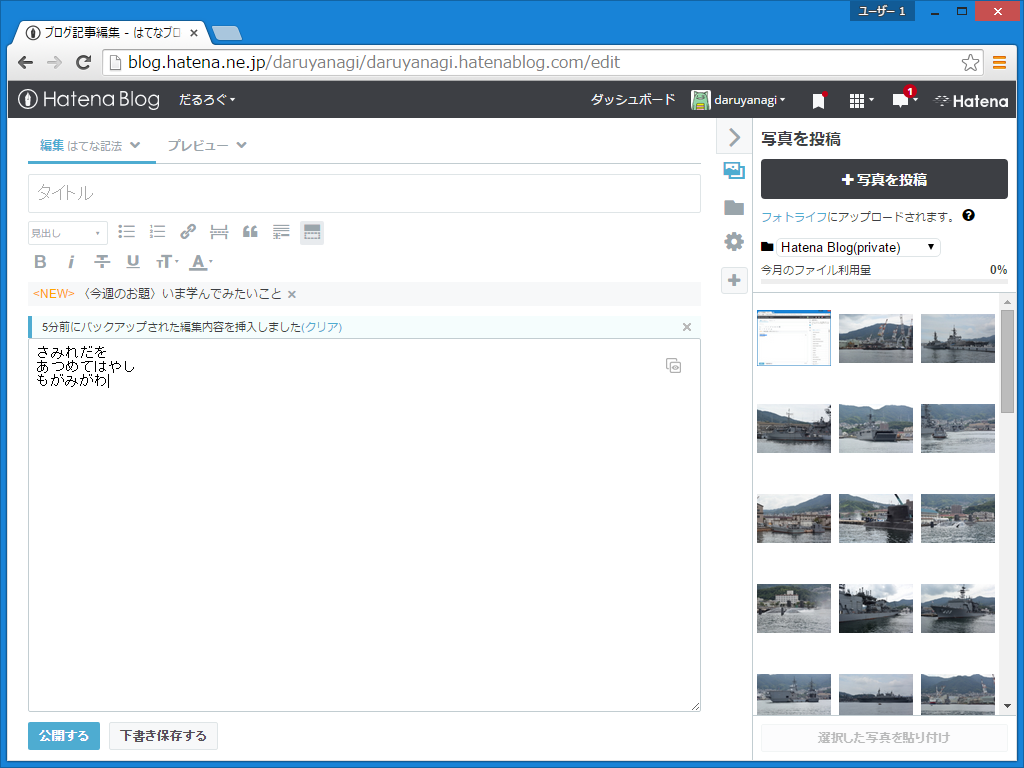 ユーザー 1
ブログ記事編集 - はてなブロ
blog.hatena.ne.jp/daruyanagi/daruyanagi.hatenablog.com/edit
Hatena Blog だるろぐ ダッシュボード daruyanagi 1 Hatena
編集 はてな記法 プレビュー
タイトル
見出し
B i T U TT A
<NEW> 〈今週のお題〉いま学んでみたいこと
5分前にバックアップされた編集内容を挿入しました(クリア)
さみれだを
あつめてはやし
もがみがわ
公開する 下書き保存する
写真を投稿
+写真を投稿
フォトライフにアップロードされます。
Hatena Blog(private)
今月のファイル利用量 0%
選択した写真を貼り付け